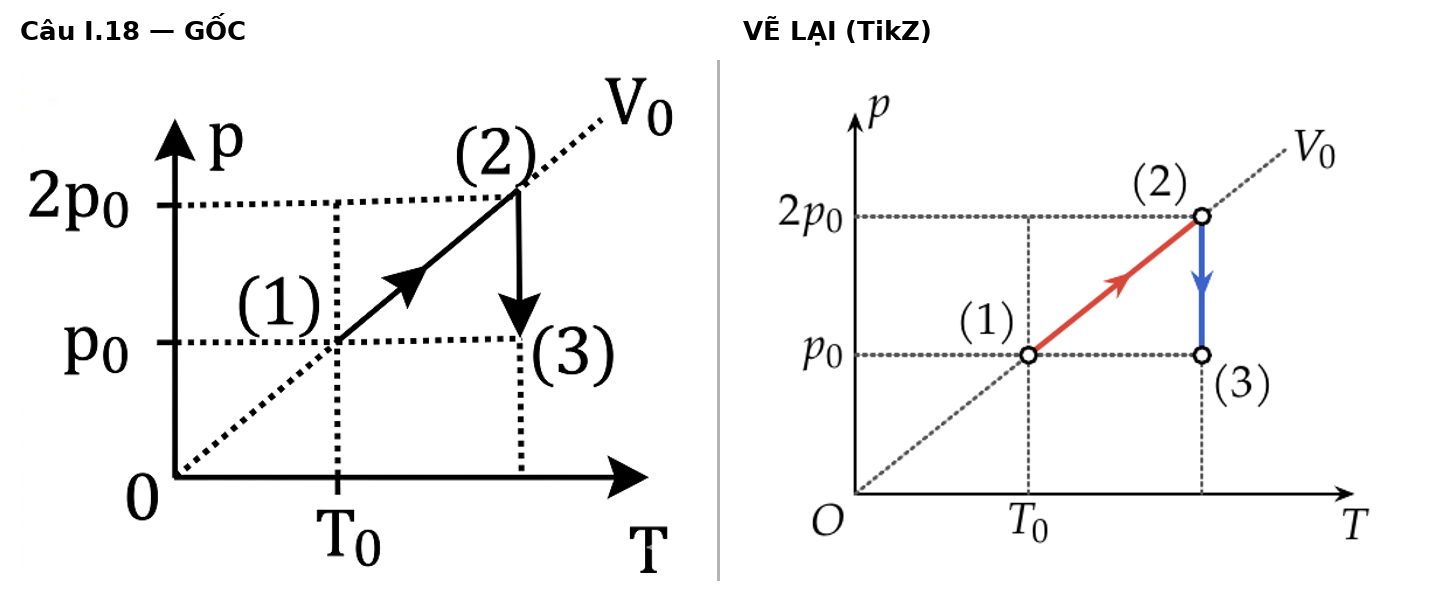 Câu I.18 — GỐC
V₀
p
(2)
2p₀
(1)
p₀
(3)
0
T₀
T
VẼ LẠI (TikZ)
p
V₀
(2)
2p₀
(1)
p₀
(3)
O
T₀
T